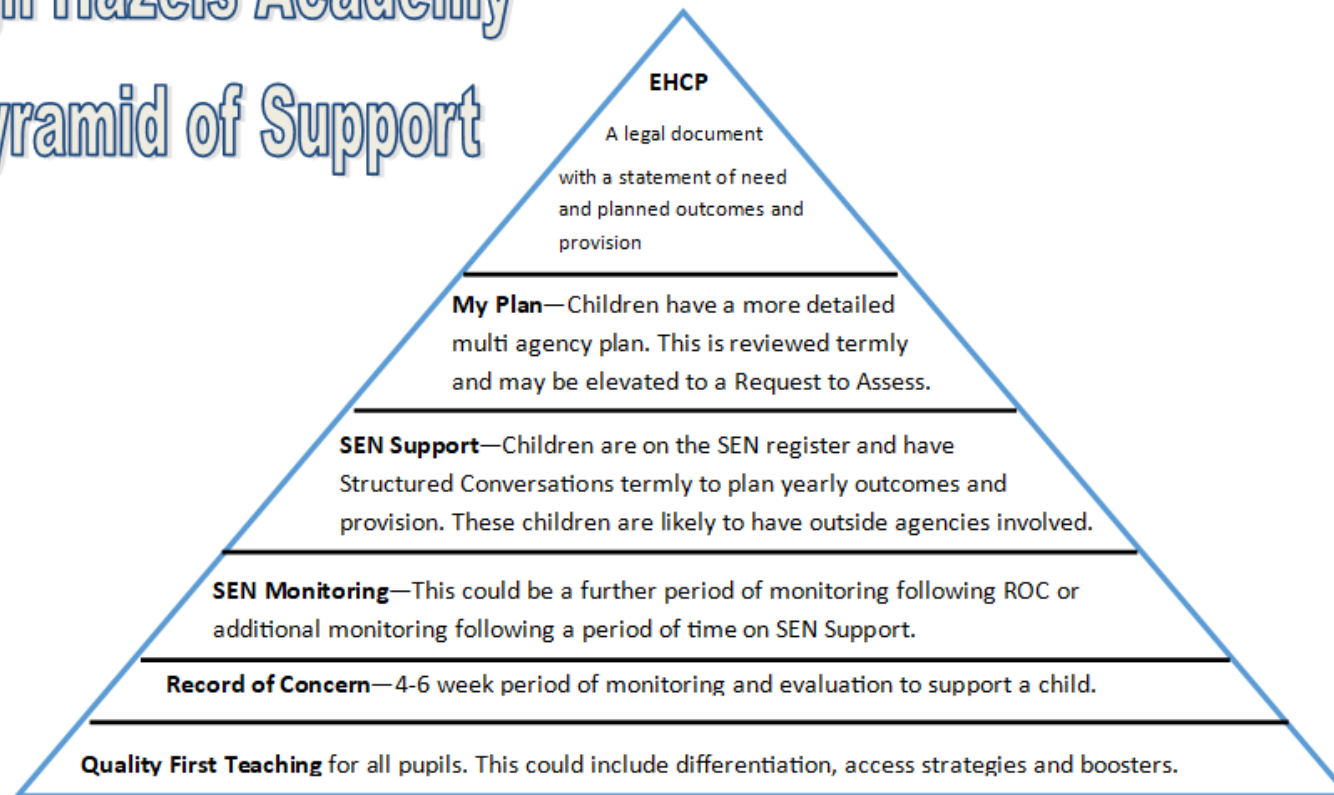 Hazels Academy
yramid of Support
EHCP
A legal document
with a statement of need
and planned outcomes and
provision
My Plan—Children have a more detailed
multi agency plan. This is reviewed termly
and may be elevated to a Request to Assess.
SEN Support—Children are on the SEN register and have
Structured Conversations termly to plan yearly outcomes and
provision. These children are likely to have outside agencies involved.
SEN Monitoring—This could be a further period of monitoring following ROC or
additional monitoring following a period of time on SEN Support.
Record of Concern—4-6 week period of monitoring and evaluation to support a child.
Quality First Teaching for all pupils. This could include differentiation, access strategies and boosters.